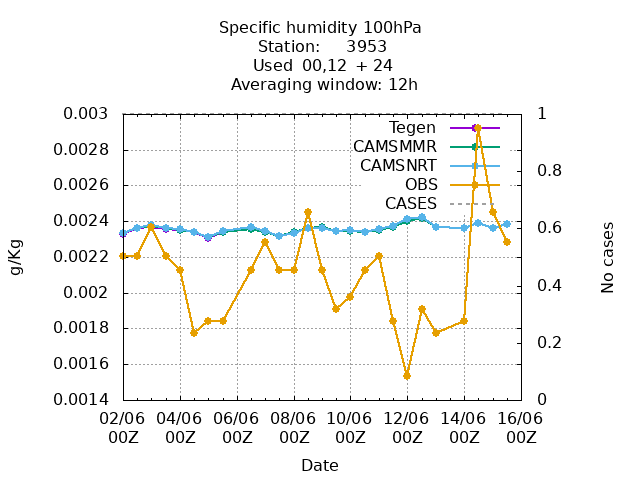 Specific humidity 100hPa
Station: 3953
Used 00,12 + 24
Averaging window: 12h
0.003
0.0028
0.0026
0.0024
0.0022
0.002
0.0018
0.0016
0.0014
g/Kg
Tegen
CAMSMMR
CAMSNRT
OBS
CASES
1
0.8
0.6
0.4
0.2
0
No cases
02/06 04/06 06/06 08/06 10/06 12/06 14/06 16/06
00Z 00Z 00Z 00Z 00Z 00Z 00Z 00Z
Date